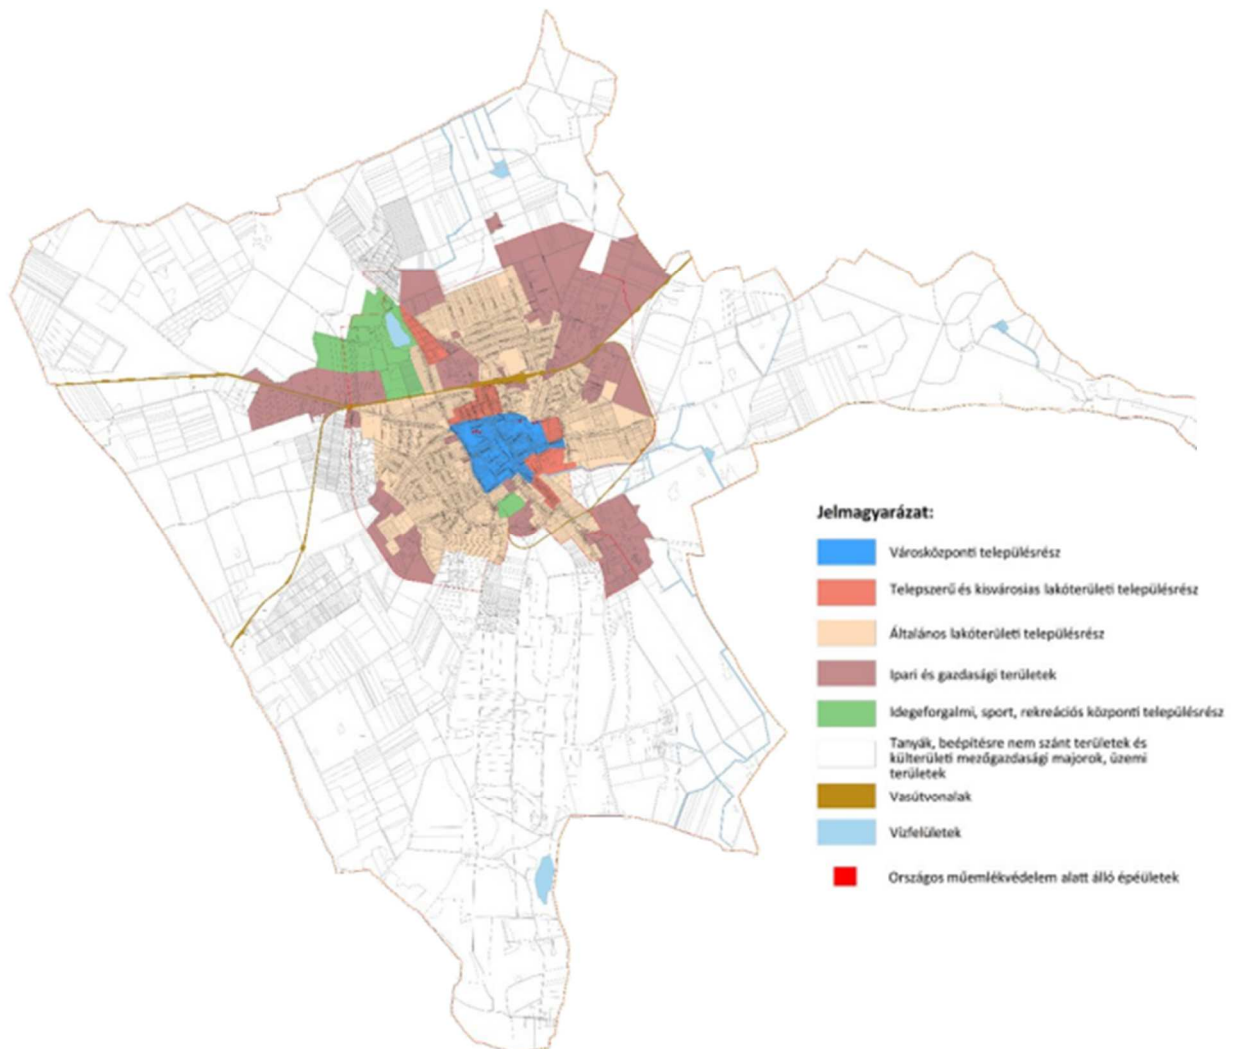 Jelmagyarázat:
Városközponti településrész
Telepszerű és kisvárosias lakóterületi településrész
Általános lakóterületi településrész
Ipari és gazdasági területek
Idegeforgalmi, sport, rekreációs központi településrész
Tanyák, beépítésre nem szánt területek és
külterületi mezőgazdasági majorok, üzemi
területek
Vasútvonalak
Vízfelületek
Országos műemlékvédelem alatt álló épéületek